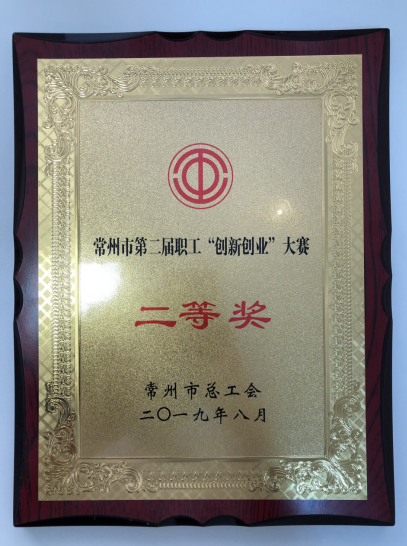 常州市第二届职工“创新创业”大赛
二等奖
常州市总工会
二〇一九年八月